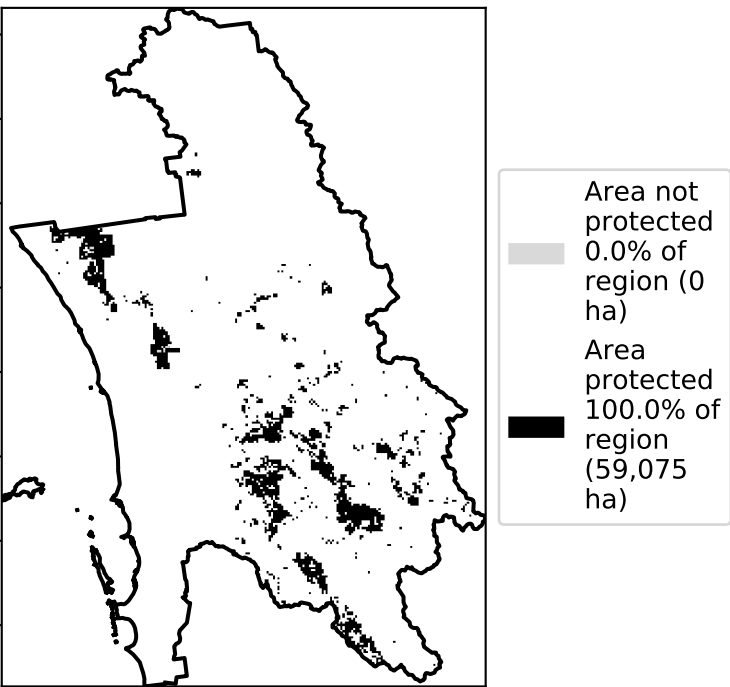 Area not
protected
0.0% of
region (0
ha)
Area
protected
100.0% of
region
(59,075
ha)